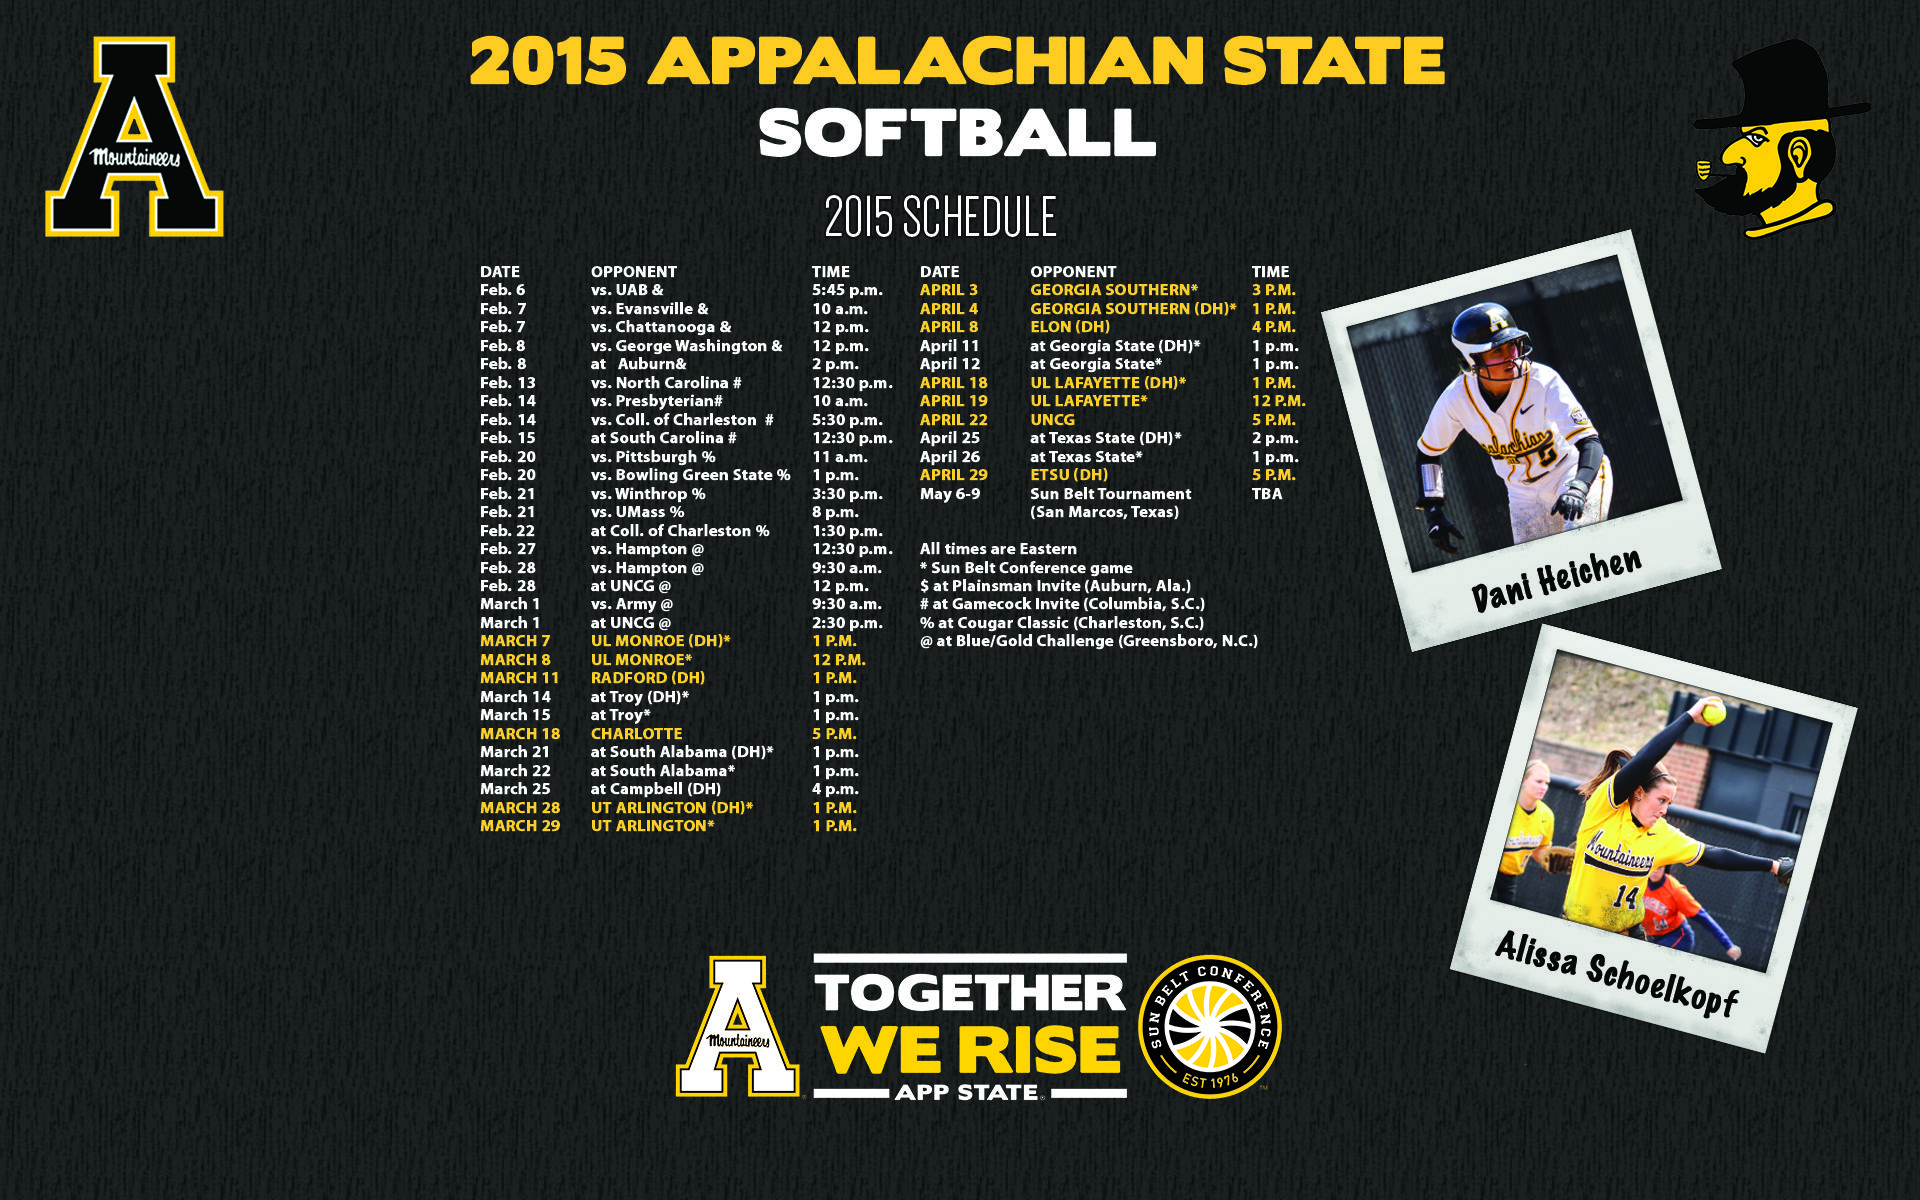 2015 APPALACHIAN STATE
SOFTBALL
Mountaineers
2015 SCHEDULE
DATE OPPONENT TIME
Feb. 6 vs. UAB & 5:45 p.m.
Feb. 7 vs. Evansville & 10 a.m.
Feb. 7 vs. Chattanooga & 12 p.m.
Feb. 8 vs. George Washington & 12 p.m.
Feb. 8 at Auburn& 2 p.m.
Feb. 13 vs. North Carolina # 12:30 p.m.
Feb. 14 vs. Presbyterian# 10 a.m.
Feb. 14 vs. Coll. of Charleston # 5:30 p.m.
Feb. 15 at South Carolina # 12:30 p.m.
Feb. 20 vs. Pittsburgh % 11 a.m.
Feb. 20 vs. Bowling Green State % 1 p.m.
Feb. 21 vs. Winthrop % 3:30 p.m.
Feb. 21 vs. UMass % 8 p.m.
Feb. 22 at Coll. of Charleston % 1:30 p.m.
Feb. 27 vs. Hampton @ 12:30 p.m.
Feb. 28 vs. Hampton @ 9:30 a.m.
Feb. 28 at UNCG @ 12 p.m.
March 1 vs. Army @ 9:30 a.m.
March 1 at UNCG @ 2:30 p.m.
MARCH 7 UL MONROE (DH)* 1 P.M.
MARCH 8 UL MONROE* 12 P.M.
MARCH 11 RADFORD (DH) 1 P.M.
March 14 at Troy (DH)* 1 p.m.
March 15 at Troy* 1 p.m.
MARCH 18 CHARLOTTE 5 P.M.
March 21 at South Alabama (DH)* 1 p.m.
March 22 at South Alabama* 1 p.m.
March 25 at Campbell (DH) 4 p.m.
MARCH 28 UT ARLINGTON (DH)* 1 P.M.
MARCH 29 UT ARLINGTON* 1 P.M.
DATE OPPONENT TIME
APRIL 3 GEORGIA SOUTHERN* 3 P.M.
APRIL 4 GEORGIA SOUTHERN (DH)* 1 P.M.
APRIL 8 ELON (DH) 4 P.M.
April 11 at Georgia State (DH)* 1 p.m.
April 12 at Georgia State* 1 p.m.
APRIL 18 UL LAFAYETTE (DH)* 1 P.M.
APRIL 19 UL LAFAYETTE* 12 P.M.
APRIL 22 UNCG 5 P.M.
April 25 at Texas State (DH)* 2 p.m.
April 26 at Texas State* 1 p.m.
APRIL 29 ETSU (DH) 5 P.M.
May 6-9 Sun Belt Tournament TBA
(San Marcos, Texas)
All times are Eastern
* Sun Belt Conference game
$ at Plainsman Invite (Auburn, Ala.)
# at Gamecock Invite (Columbia, S.C.)
% at Cougar Classic (Charleston, S.C.)
@ at Blue/Gold Challenge (Greensboro, N.C.)
A
Dani Heichen
Mountaineers
14
Alissa Schoelkopf
A
Mountaineers
TOGETHER
WE RISE
APP STATE
SUN BELT CONFERENCE
EST 1976